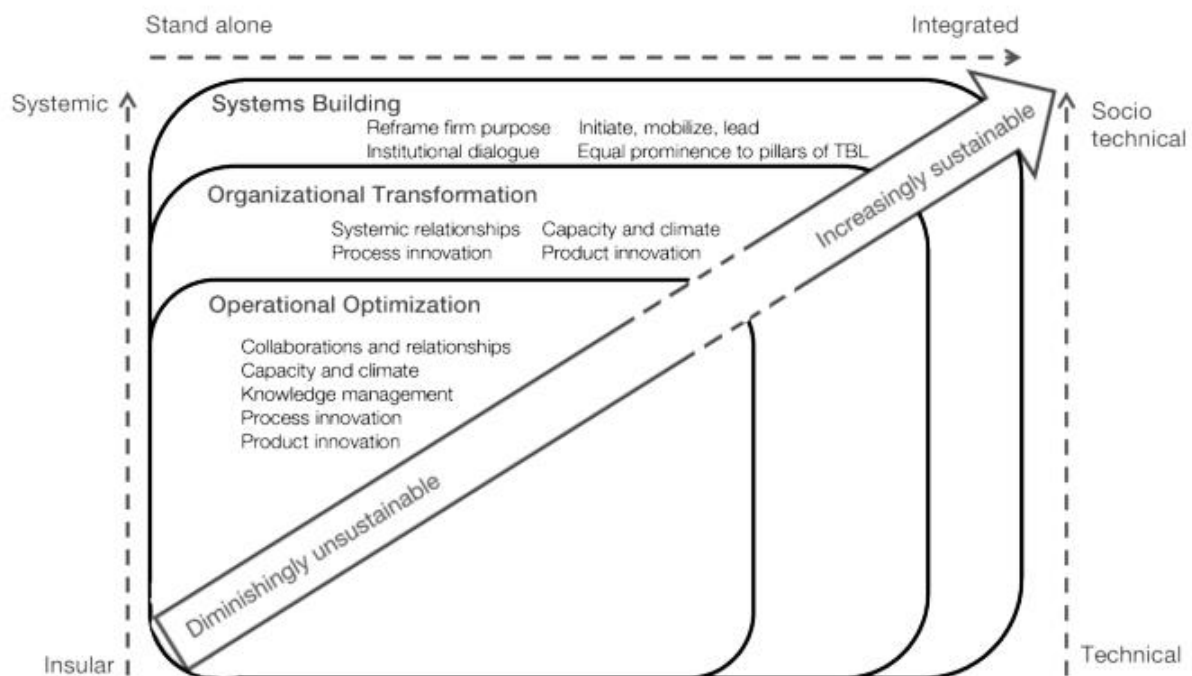 Stand alone
Integrated
Systemic
Systems Building
Reframe firm purpose
Initiate, mobilize, lead
Institutional dialogue
Equal prominence to pillars of TBL
Socio
technical
Organizational Transformation
Systemic relationships
Capacity and climate
Process innovation
Product innovation
Increasingly sustainable
Operational Optimization
Collaborations and relationships
Capacity and climate
Knowledge management
Process innovation
Product innovation
Diminishingly unsustainable
Insular
Technical